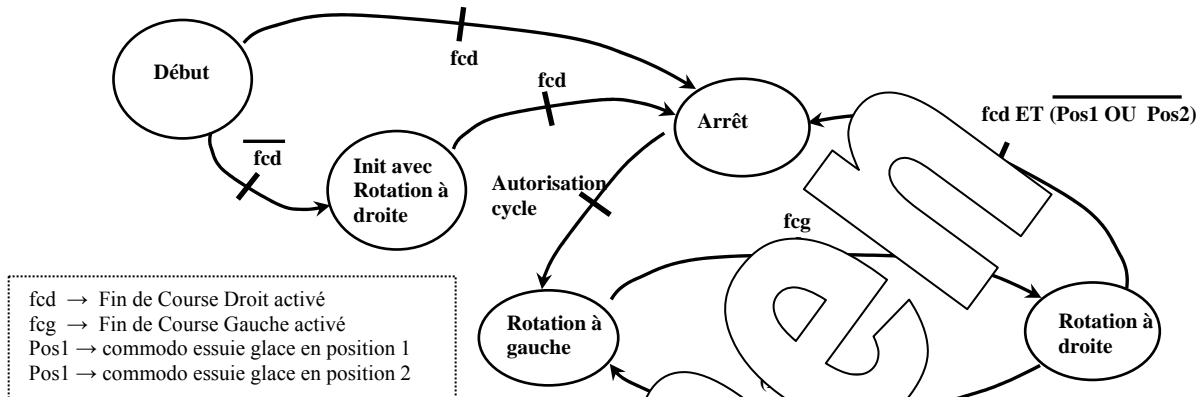 Début
fcd
fcd
fcd
Init avec
Rotation à
droite
Arrêt
fcd ET (Pos1 OU Pos2)
Autorisation
cycle
fcg
Rotation à
gauche
Rotation à
droite
fcd → Fin de Course Droit activé
fcg → Fin de Course Gauche activé
Pos1 → commodo essuie glace en position 1
Pos1 → commodo essuie glace en position 2